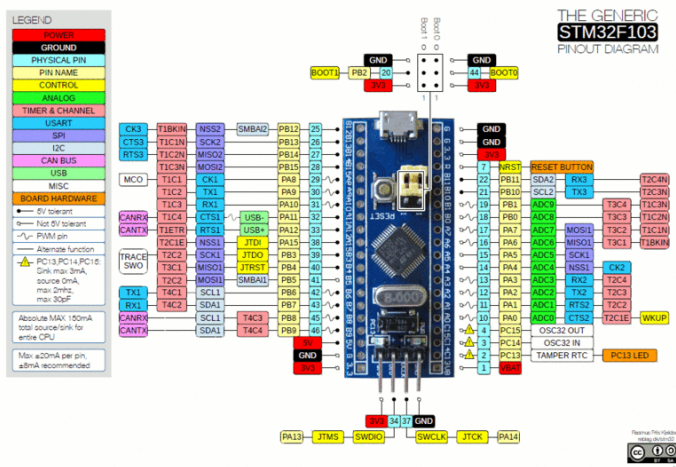 LEGEND
POWER
GROUND
PHYSICAL PIN
PIN NAME
CONTROL
ANALOG
TIMER & CHANNEL
USART
SPI
I2C
CAN BUS
USB
MISC
BOARD HARDWARE
5V tolerant
Not 5V tolerant
PWM pin
Alternate function
PC13,PC14,PC15:
Sink max 3mA,
source 0mA,
max 2mhz,
max 30pF
Absolute MAX 150mA
total source/sink for
entire CPU
Max ±20mA per pin,
±8mA recommended
THE GENERIC
STM32F103
PINOUT DIAGRAM
Boot 1 Boot 0
GND GND
BOOT1 PB2 20 44 BOOT0
3V3 3V3
CK3 T1BKIN NSS2 SMBAI2 PB12 25
CTS3 T1C1N SCK2 PB13 26
RTS3 T1C2N MISO2 PB14 27
T1C3N MOSI2 PB15 28
MCO T1C1 CK1 PA8 29
T1C2 TX1 PA9 30
T1C3 RX1 PA10 31
CANRX T1C4 CTS1 USB- PA11 32
CANTX T1ETR RTS1 USB+ PA12 33
T2C1E NSS1 JTDI PA15 38
TRACE SWO T2C2 SCK1 JTDO PB3 39
T3C1 MISO1 JTRST PB4 40
T3C2 MOSI1 SMBAI1 PB5 41
TX1 T4C1 SCL1 PB6 42
RX1 T4C2 SDA1 PB7 43
CANRX SCL1 T4C3 PB8 45
CANTX SDA1 T4C4 PB9 46
5V
GND
3V3
GND
GND
3V3
7 NRST RESET BUTTON
22 PB11 SDA2 RX3 T2C4N
21 PB10 SCL2 TX3 T2C3N
19 PB1 ADC9 T3C4 T1C3N
18 PB0 ADC8 T3C3 T1C2N
17 PA7 ADC7 MOSI1 T3C2 T1C1N
16 PA6 ADC6 MISO1 T3C1 T1BKIN
15 PA5 ADC5 SCK1
14 PA4 ADC4 NSS1 CK2
13 PA3 ADC3 RX2 T2C4
12 PA2 ADC2 TX2 T2C3
11 PA1 ADC1 RTS2 T2C2
10 PA0 ADC0 CTS2 T2C1E WKUP
4 PC15 OSC32 OUT
3 PC14 OSC32 IN
2 PC13 TAMPER RTC PC13 LED
1 VBAT
RESET
8-000
3V3 34 37 GND
PA13 JTMS SWDIO SWCLK JTCK PA14
BY SA